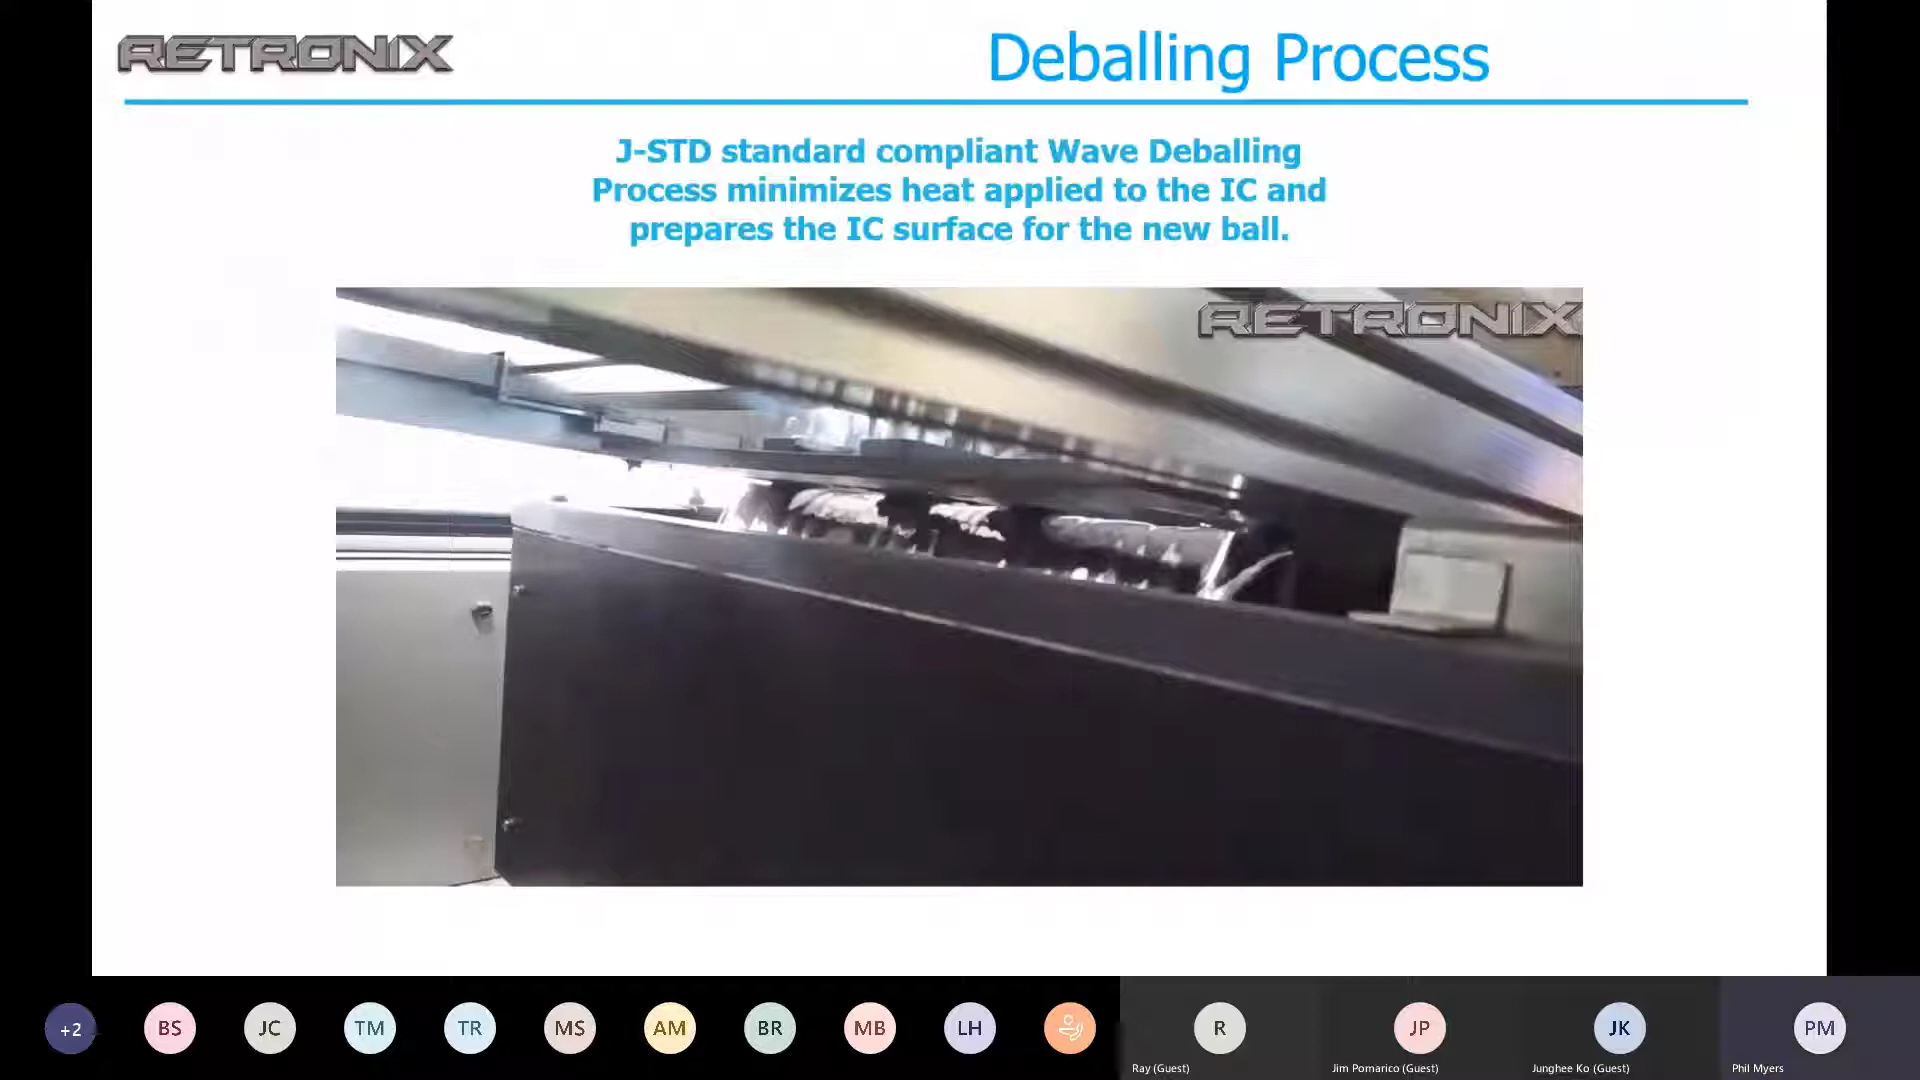 RETRONIX
Deballing Process
J-STD standard compliant Wave Deballing
Process minimizes heat applied to the IC and
prepares the IC surface for the new ball.
RETRONIX
+2
BS
JC
TM
TR
MS
AM
BR
MB
LH
R
JP
JK
PM
Ray (Guest)
Jim Pomarico (Guest)
Junghee Ko (Guest)
Phil Myers